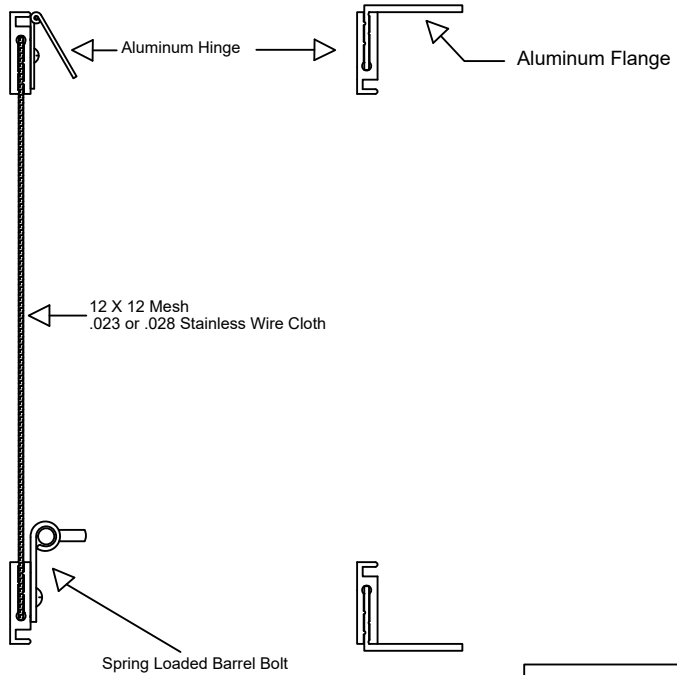 Aluminum Hinge
Aluminum Flange
12 X 12 Mesh
.023 or .028 Stainless Wire Cloth
Spring Loaded Barrel Bolt